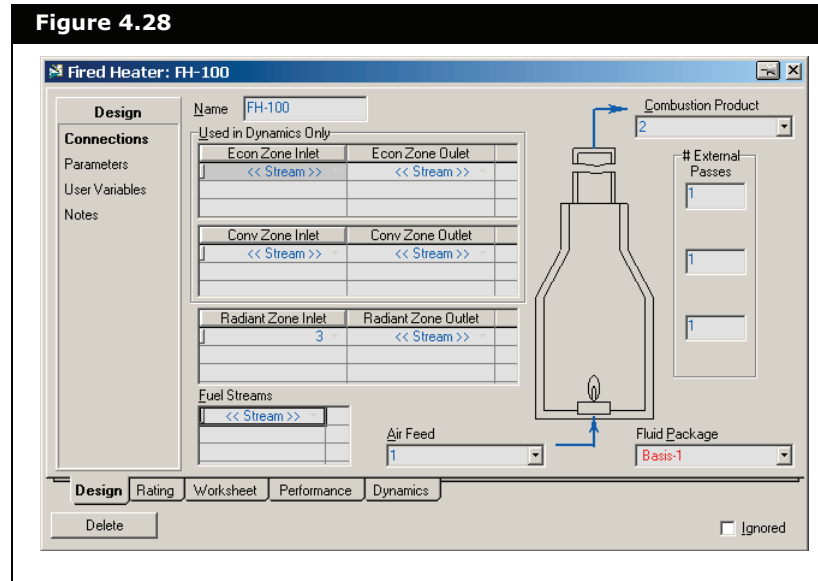 Figure 4.28
Fired Heater: FH-100
Design
Connections
Parameters
User Variables
Notes
Name FH-100
Used in Dynamics Only
Econ Zone Inlet Econ Zone Oulet
<< Stream >> << Stream >>
Conv Zone Inlet Conv Zone Outlet
<< Stream >> << Stream >>
Radiant Zone Inlet Radiant Zone Outlet
3 << Stream >>
Fuel Streams
<< Stream >>
Air Feed
1
Combustion Product
2
# External
Passes
1
1
1
Fluid Package
Basis-1
Design Rating Worksheet Performance Dynamics
Delete
Ignored